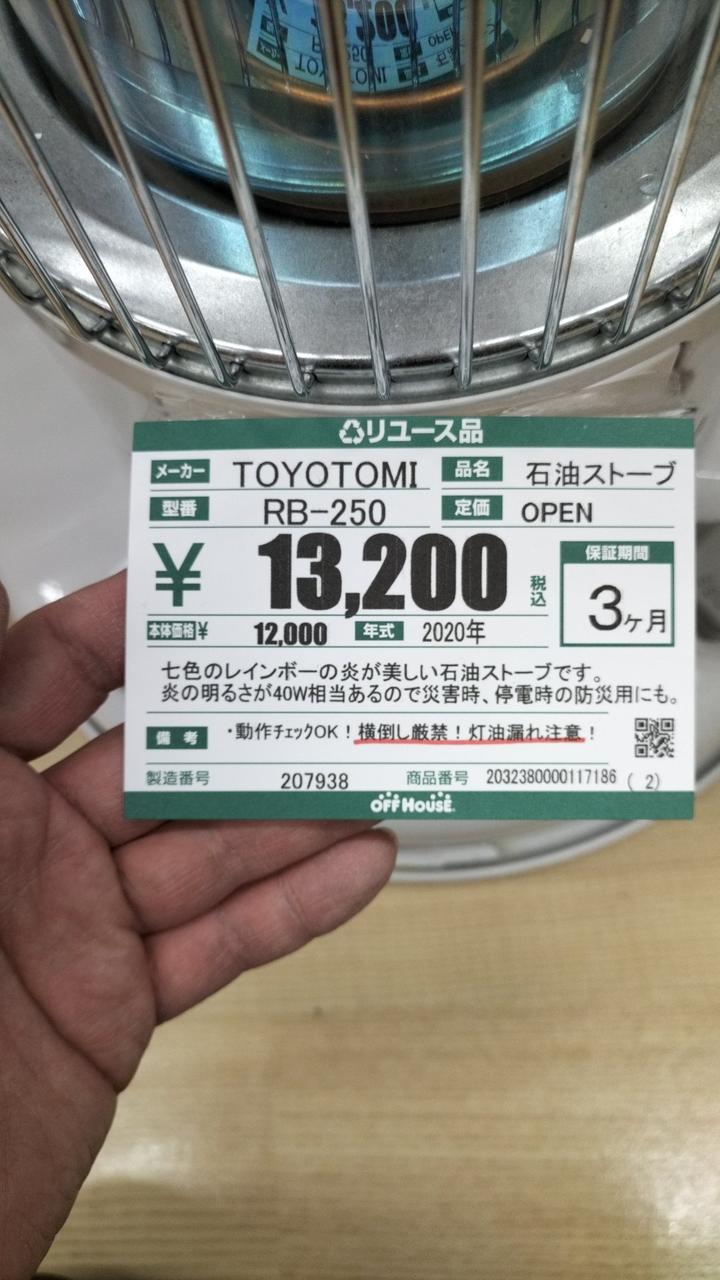 リユース品
メーカー TOYOTOMI 品名 石油ストーブ
型番 RB-250 定価 OPEN
¥13,200 税込
保証期間
3ヶ月
本体価格¥ 12,000 年式 2020年
七色のレインボーの炎が美しい石油ストーブです。
炎の明るさが40W相当あるので災害時、停電時の防災用にも。
備考 ・動作チェックOK！横倒し厳禁！灯油漏れ注意！
製造番号 207938 商品番号 2032380000117186 ( 2)
OFF HOUSE